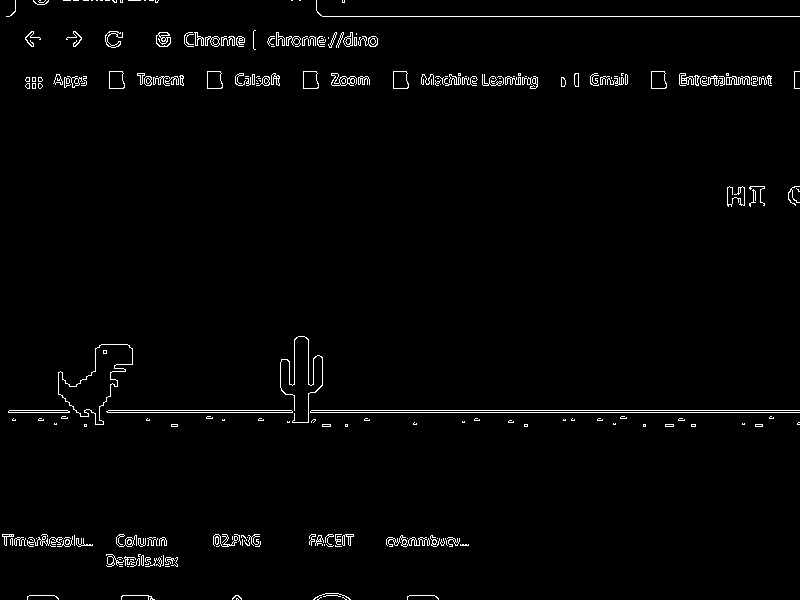 Chrome | chrome://dino
Apps Torrent Calsoft Zoom Machine Learning Gmail Entertainment
HI
TimerResolu... Column 02.PNG FACEIT cvbnmbvcv...
Details.xlsx